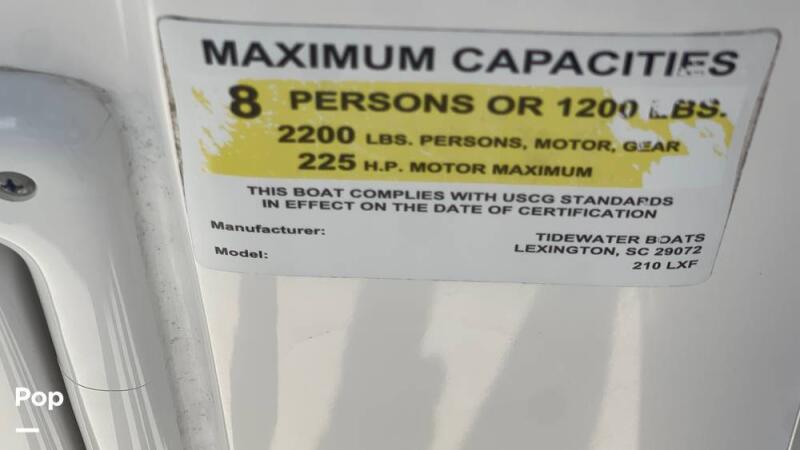 MAXIMUM CAPACITIES
8 PERSONS OR 1200 LBS.
2200 LBS. PERSONS, MOTOR, GEAR
225 H.P. MOTOR MAXIMUM
THIS BOAT COMPLIES WITH USCG STANDARDS
IN EFFECT ON THE DATE OF CERTIFICATION
Manufacturer: TIDEWATER BOATS
LEXINGTON, SC 29072
Model: 210 LXF
Pop